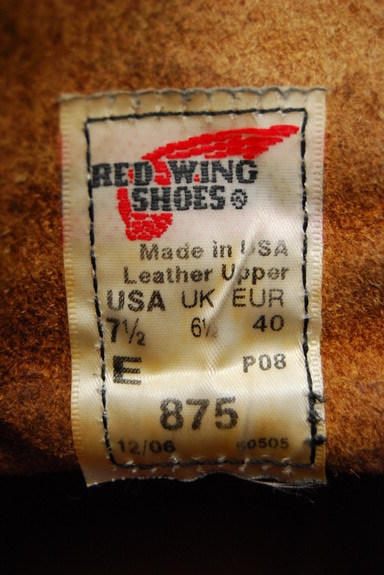 RED WING
SHOES®
Made in USA
Leather Upper
USA UK EUR
7½ 6½ 40
E P08
875
12/06 60505